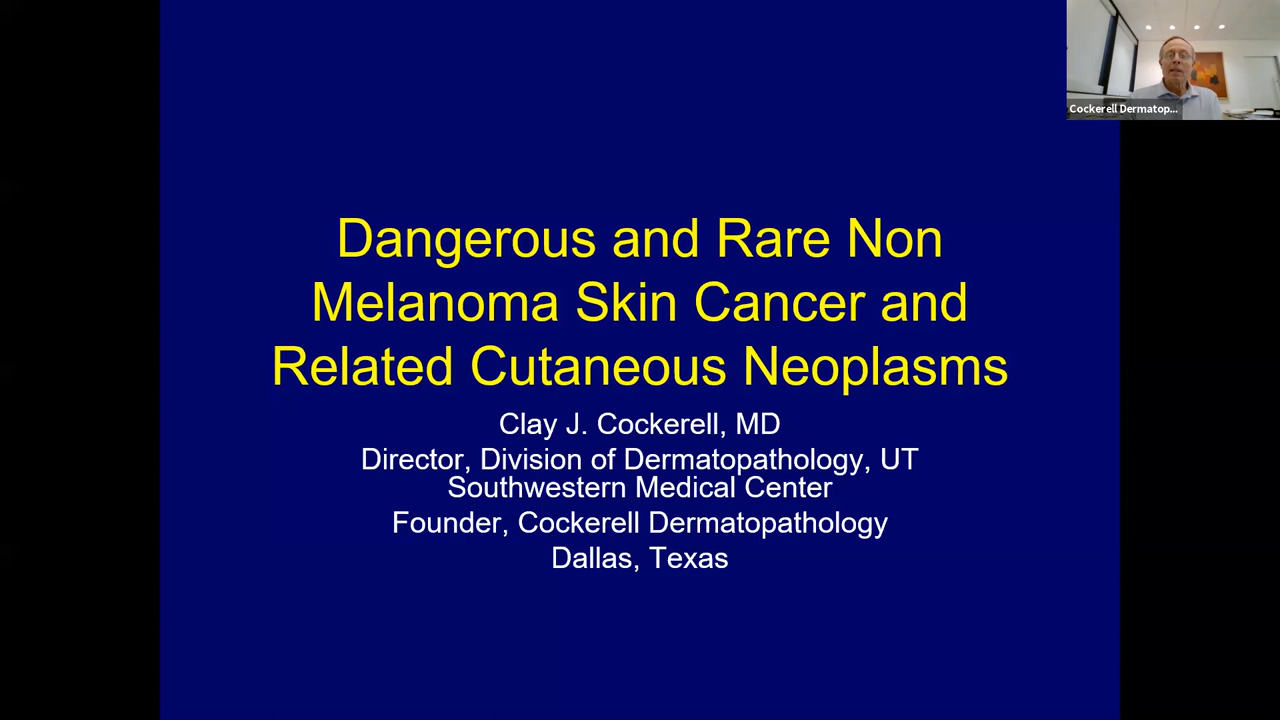 Cockerell Dermatop...
Dangerous and Rare Non
Melanoma Skin Cancer and
Related Cutaneous Neoplasms
Clay J. Cockerell, MD
Director, Division of Dermatopathology, UT
Southwestern Medical Center
Founder, Cockerell Dermatopathology
Dallas, Texas